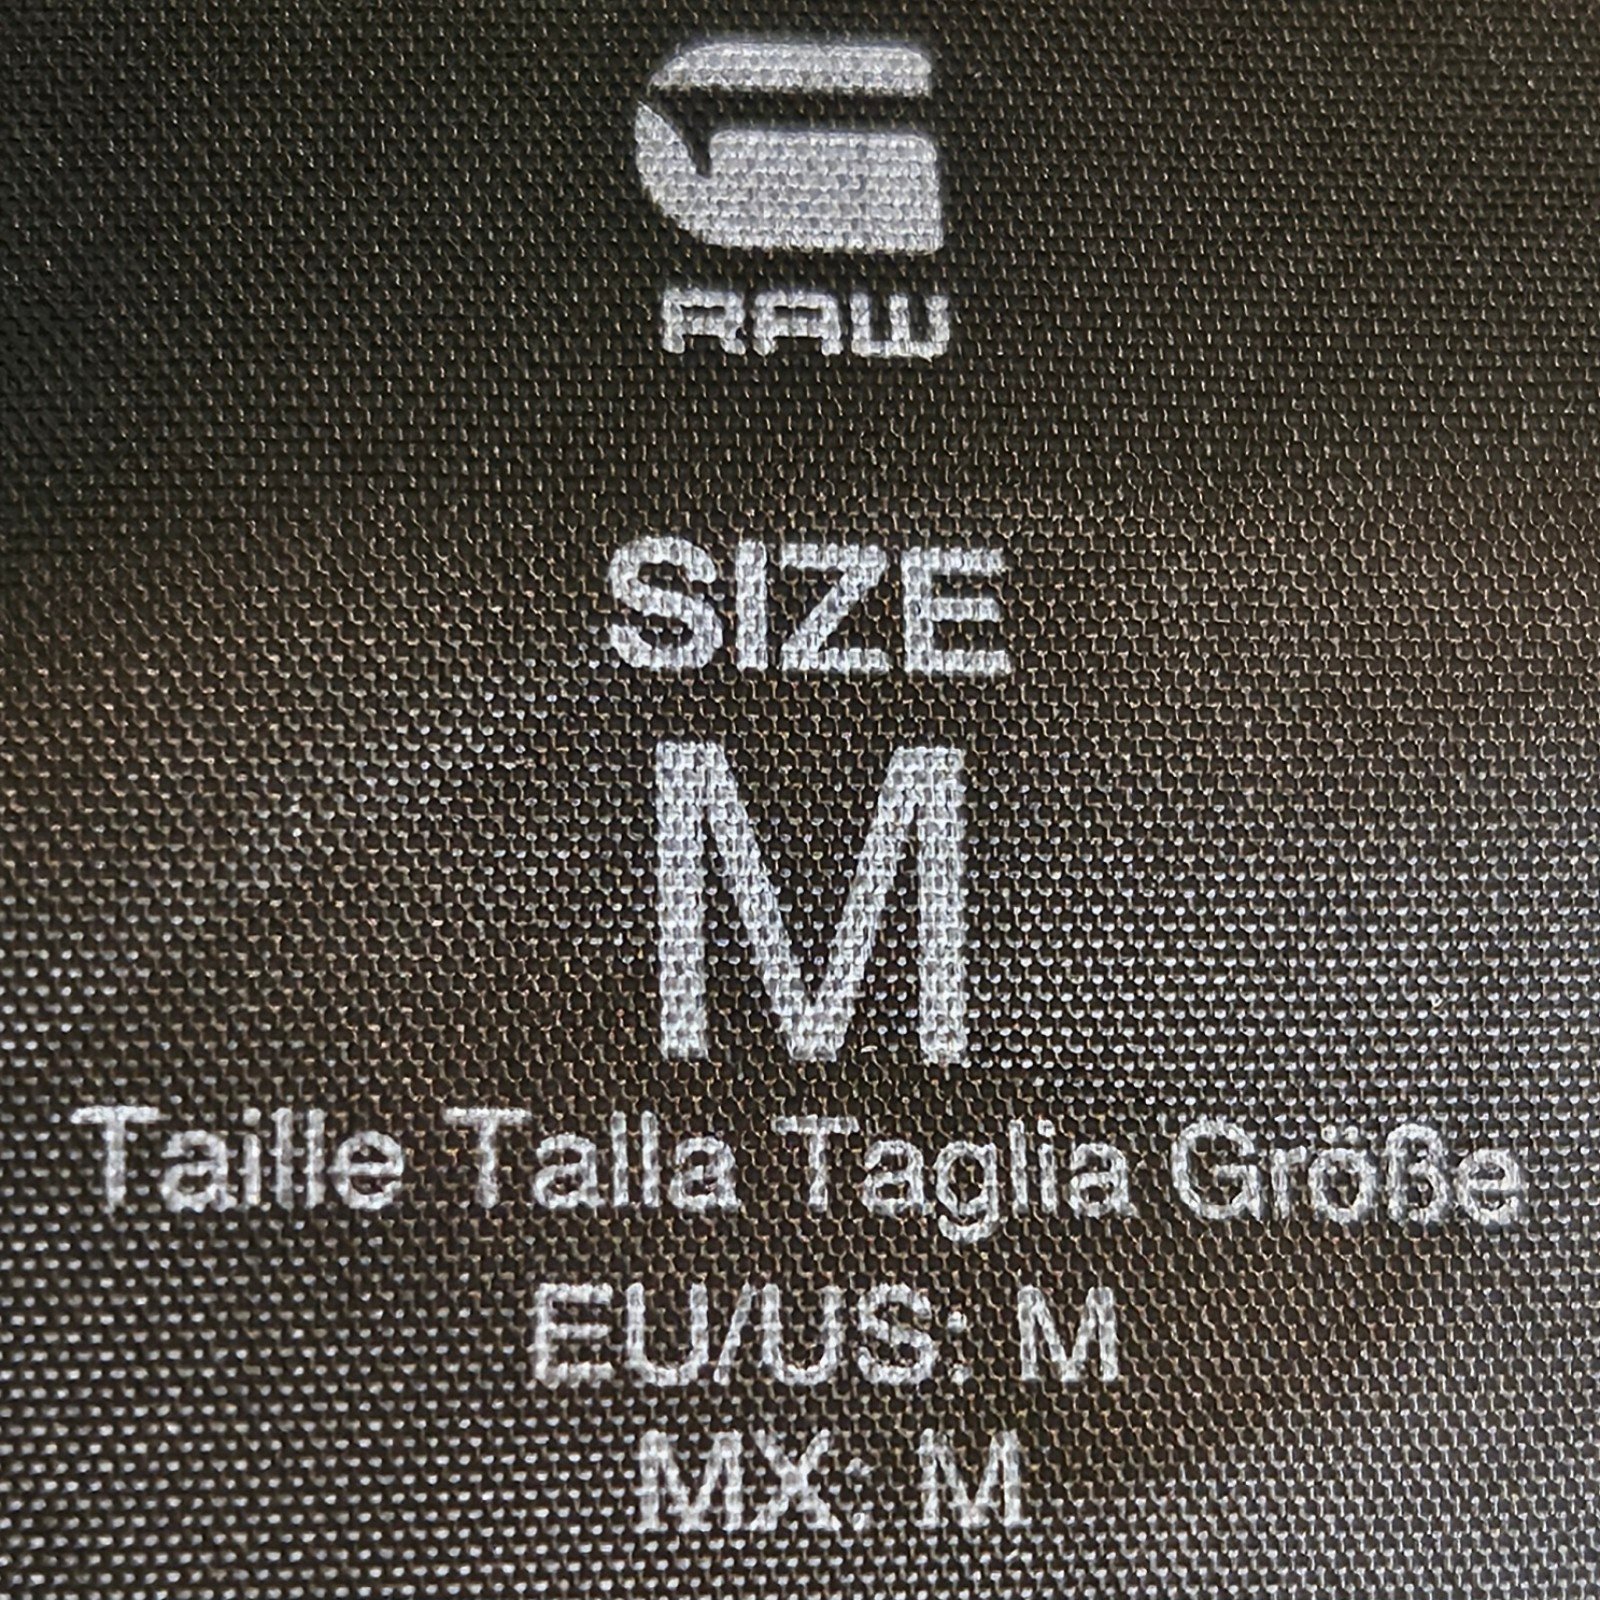 RAW
SIZE
M
Taille Talla Taglia Größe
EU/US: M
MX: M